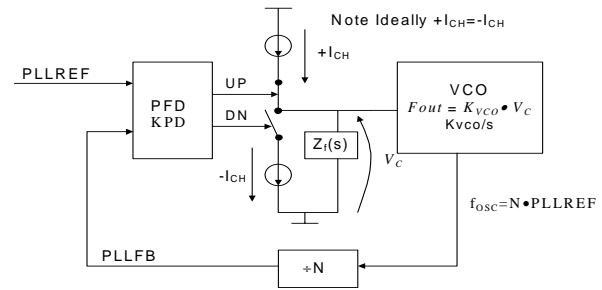 Note Ideally +ICH=-ICH
+ICH
PLLREF
UP
PFD
KPD
DN
VCO
Fout = KVCO • VC
Kvco/s
Zf(s)
VC
-ICH
fOSC=N•PLLREF
PLLFB
÷N